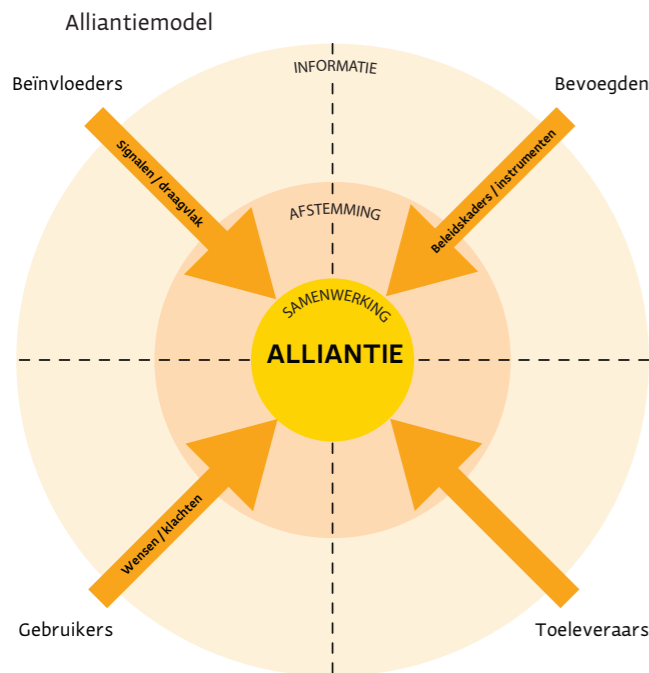 Alliantiemodel
INFORMATIE
Beïnvloeders
Bevoegden
Signalen / draagvlak
Beleidskaders / instrumenten
AFSTEMMING
SAMENWERKING
ALLIANTIE
Wensen / klachten
Gebruikers
Toeleveraars